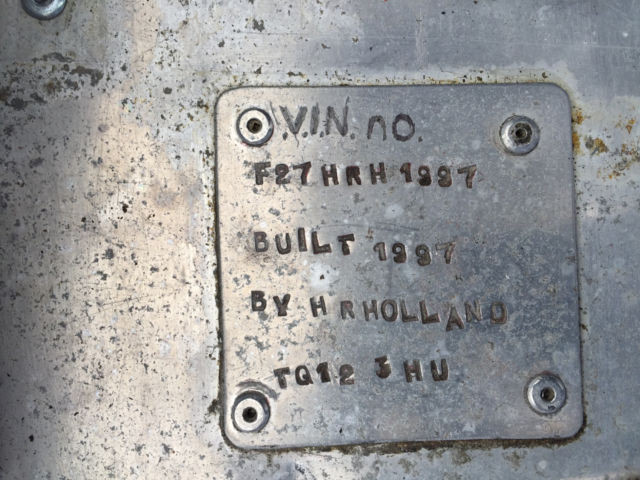 V.I.N. no.
F27HRH1997
BUILT 1997
BY H R HOLLAND
TQ12 3HU